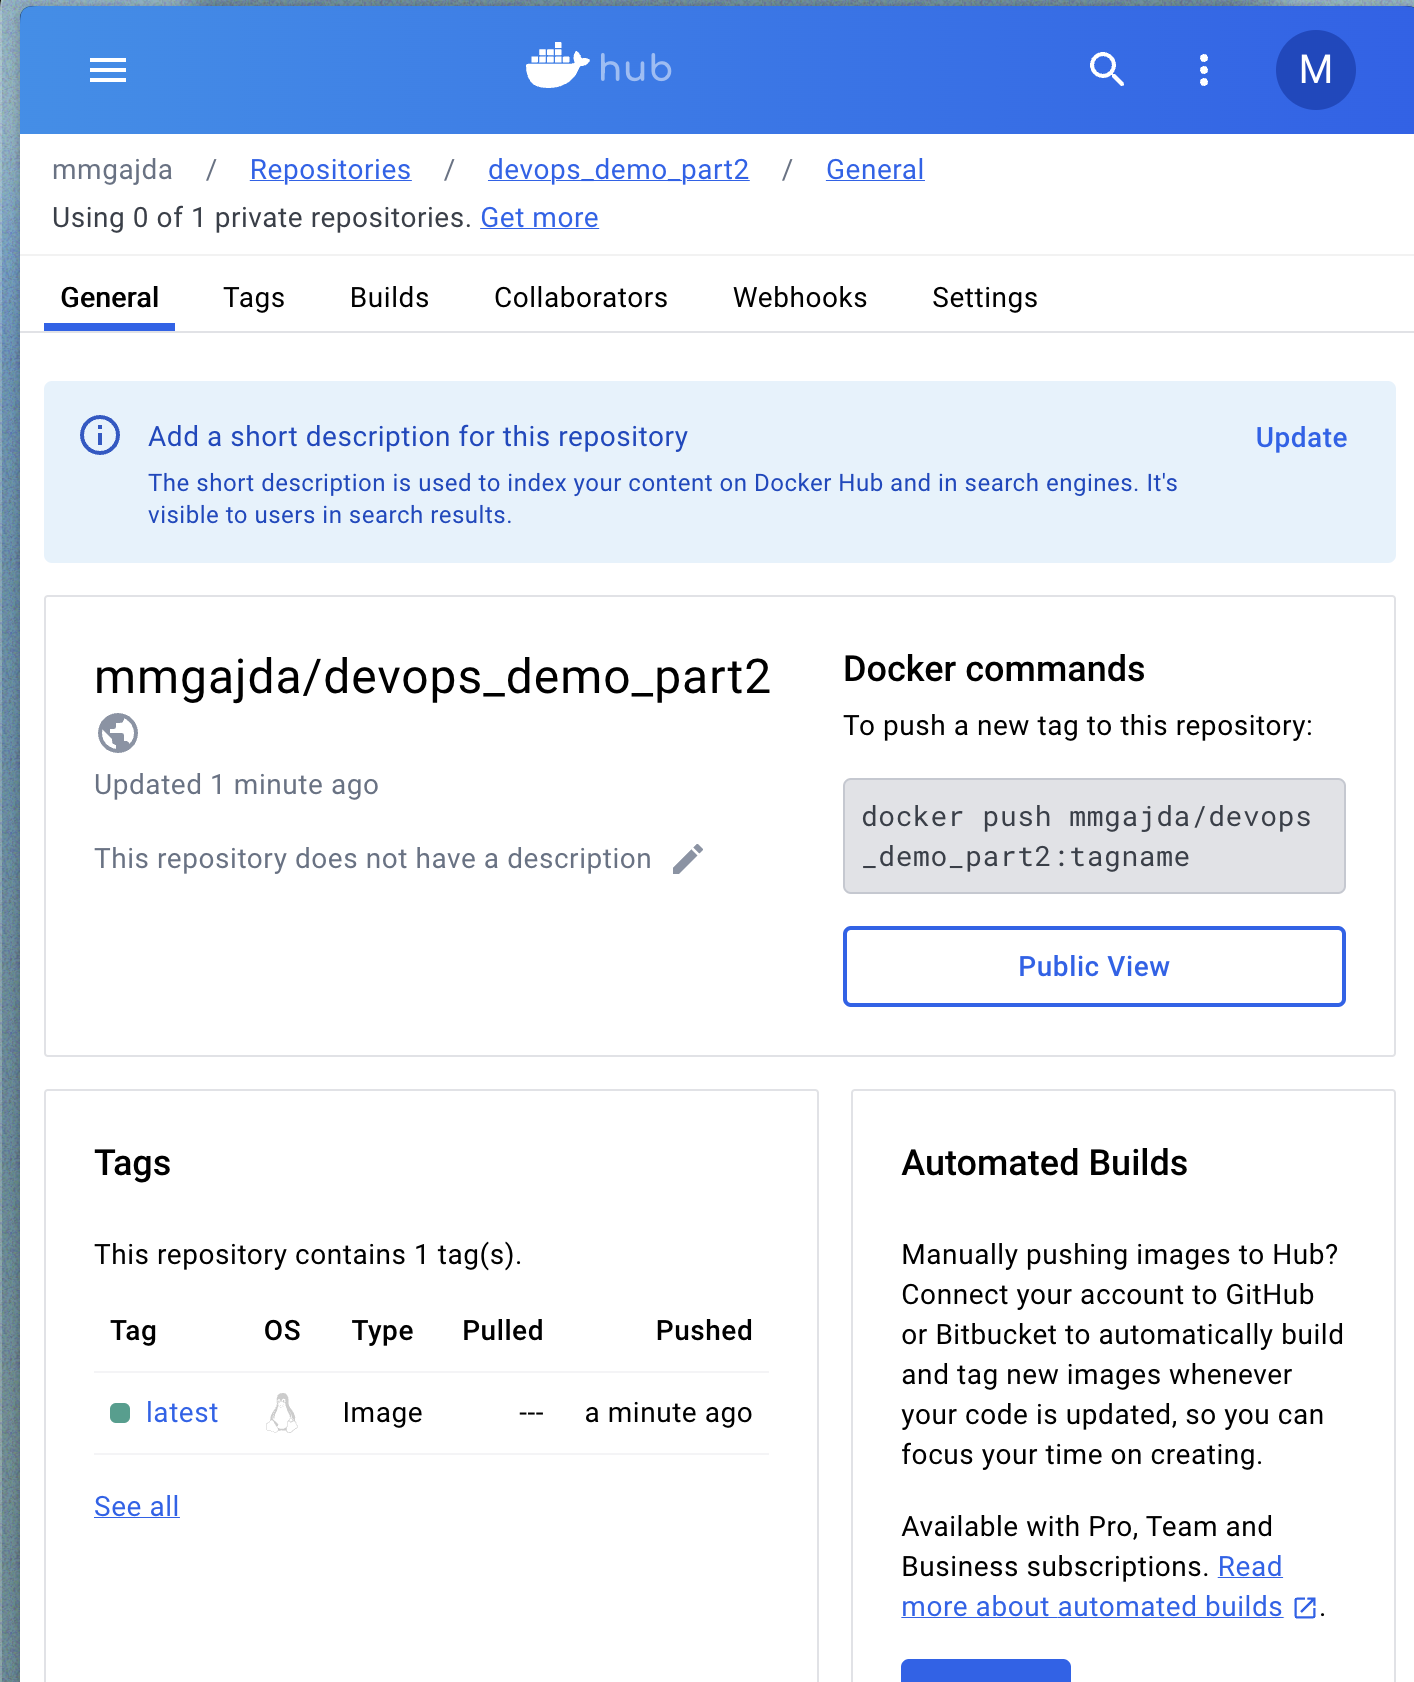 hub
M
mmgajda / Repositories / devops_demo_part2 / General
Using 0 of 1 private repositories. Get more
General Tags Builds Collaborators Webhooks Settings
Add a short description for this repository
Update
The short description is used to index your content on Docker Hub and in search engines. It's
visible to users in search results.
mmgajda/devops_demo_part2
Updated 1 minute ago
This repository does not have a description
Docker commands
To push a new tag to this repository:
docker push mmgajda/devops
_demo_part2:tagname
Public View
Tags
This repository contains 1 tag(s).
Tag OS Type Pulled Pushed
latest Image --- a minute ago
See all
Automated Builds
Manually pushing images to Hub?
Connect your account to GitHub
or Bitbucket to automatically build
and tag new images whenever
your code is updated, so you can
focus your time on creating.
Available with Pro, Team and
Business subscriptions. Read
more about automated builds .